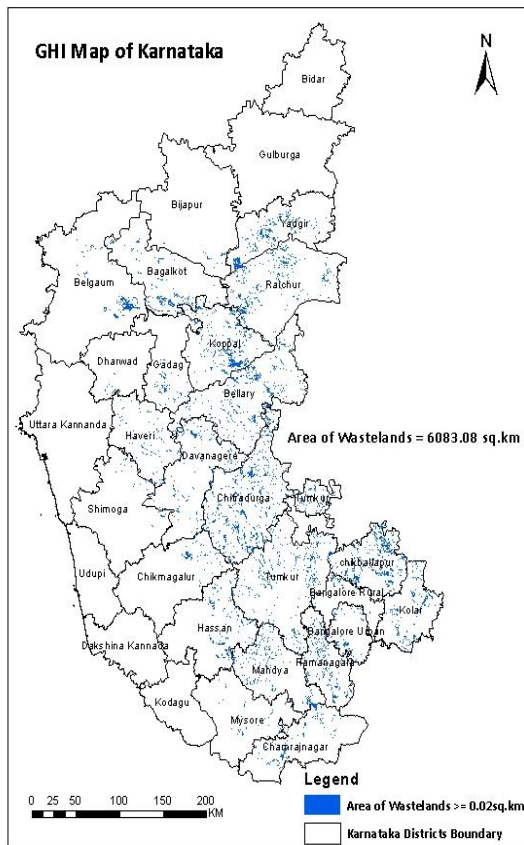 GHI Map of Karnataka
N
Bidar
Gulburga
Bijapur
Yadgir
Bagalkot
Belgaum
Raichur
Koppal
Dharwad
Gadag
Bellary
Uttara Kannanda
Haveri
Area of Wastelands = 6083.08 sq.km
Davanagere
Chitradurga
Tumkur
Shimoga
chikballapur
Udupi
Chikmagalur
Tumkur
Bangalore Rural
Kolar
Hassan
Bangalore Urban
Dakshina Kannada
Ramanagara
Mahdya
Kodagu
Mysore
Chamrajnagar
Legend
0 25 50 100 150 200
KM
Area of Wastelands >= 0.02sq.km
Karnataka Districts Boundary